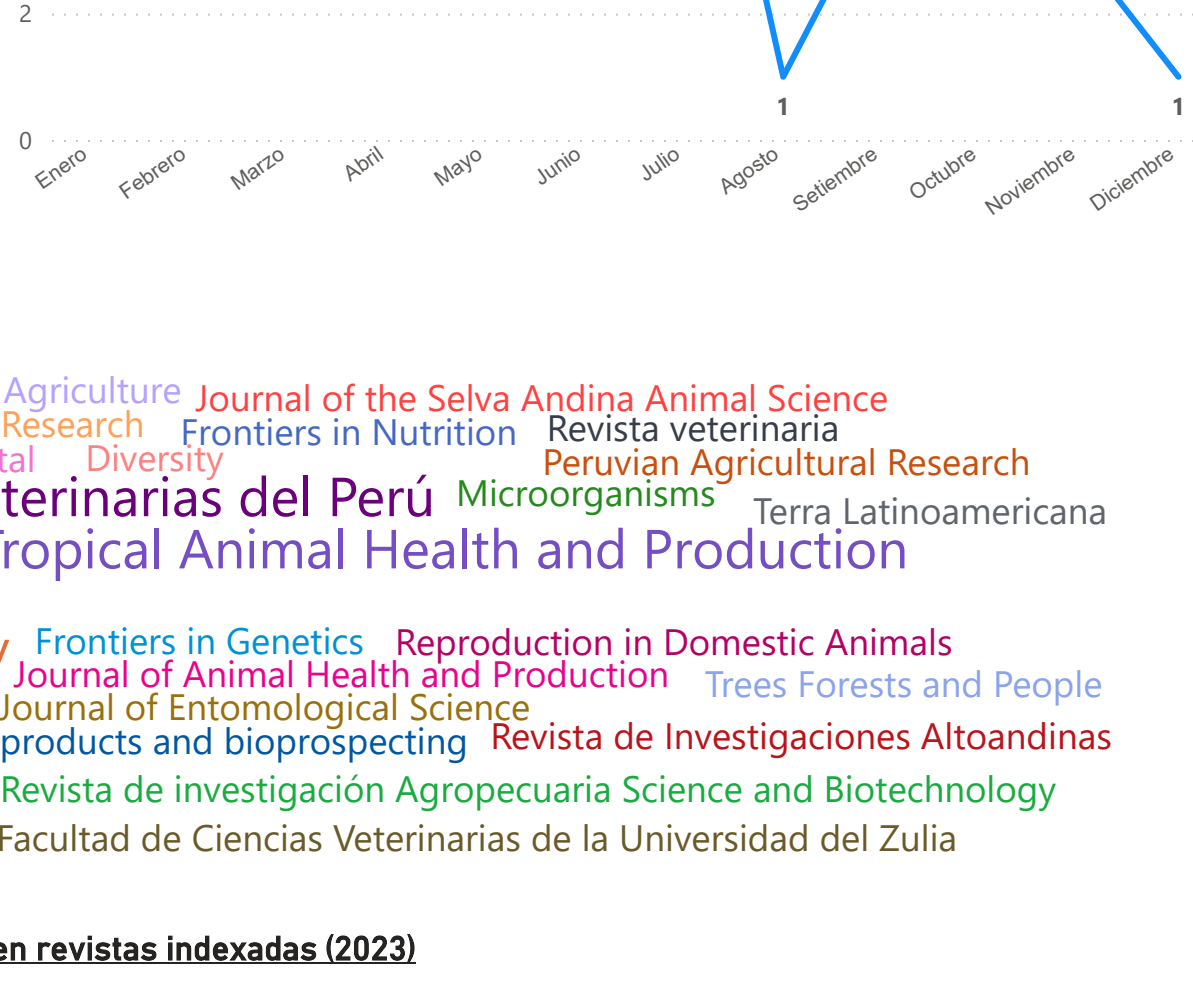 2
1 1
0
Enero Febrero Marzo Abril Mayo Junio Julio Agosto Setiembre Octubre Noviembre Diciembre
Agriculture Journal of the Selva Andina Animal Science
Research Frontiers in Nutrition Revista veterinaria
tal Diversity Peruvian Agricultural Research
terinarias del Perú Microorganisms Terra Latinoamericana
Tropical Animal Health and Production
y Frontiers in Genetics Reproduction in Domestic Animals
Journal of Animal Health and Production Trees Forests and People
Journal of Entomological Science
products and bioprospecting Revista de Investigaciones Altoandinas
Revista de investigación Agropecuaria Science and Biotechnology
Facultad de Ciencias Veterinarias de la Universidad del Zulia
en revistas indexadas (2023)